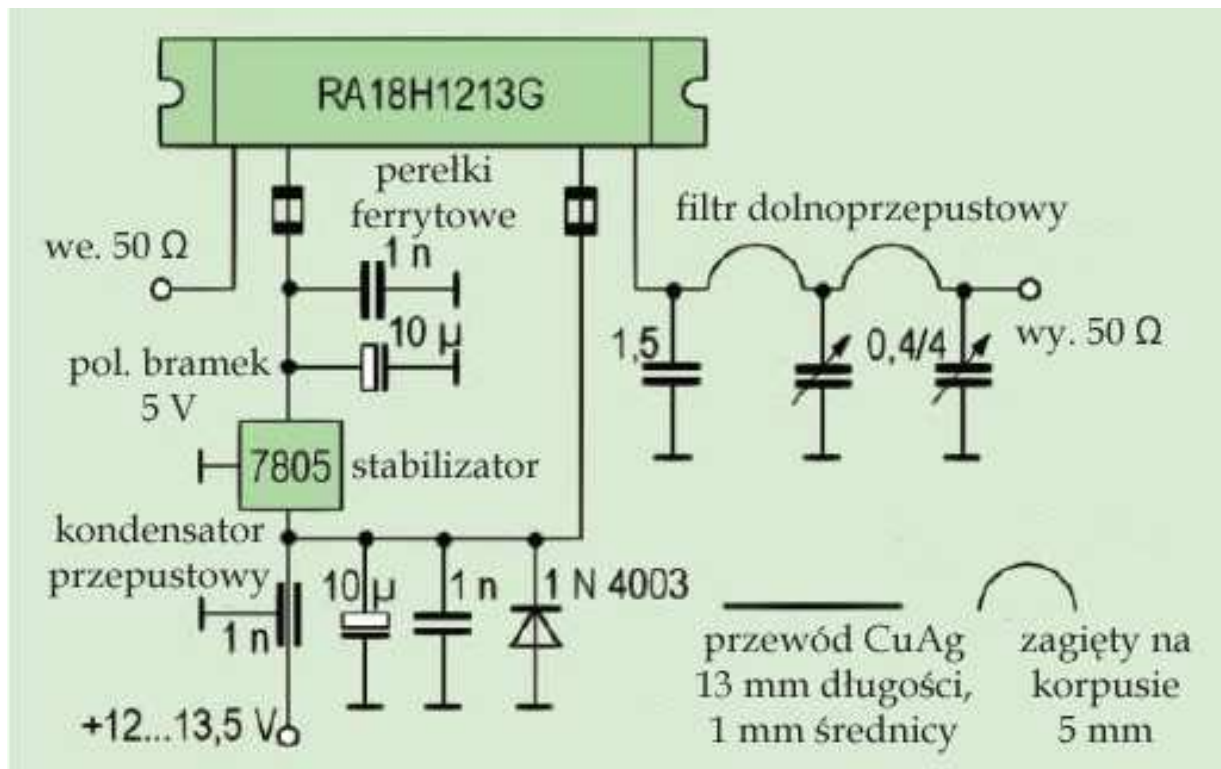 RA18H1213G
perełki
ferrytowe
filtr dolnoprzepustowy
we. 50 Ω
1 n
10 µ
pol. bramek
5 V
1,5
0,4/4
wy. 50 Ω
7805
stabilizator
kondensator
przepustowy
1 n
10 µ
1 n
1 N 4003
+12...13,5 V
przewód CuAg
13 mm długości,
1 mm średnicy
zagięty na
korpusie
5 mm